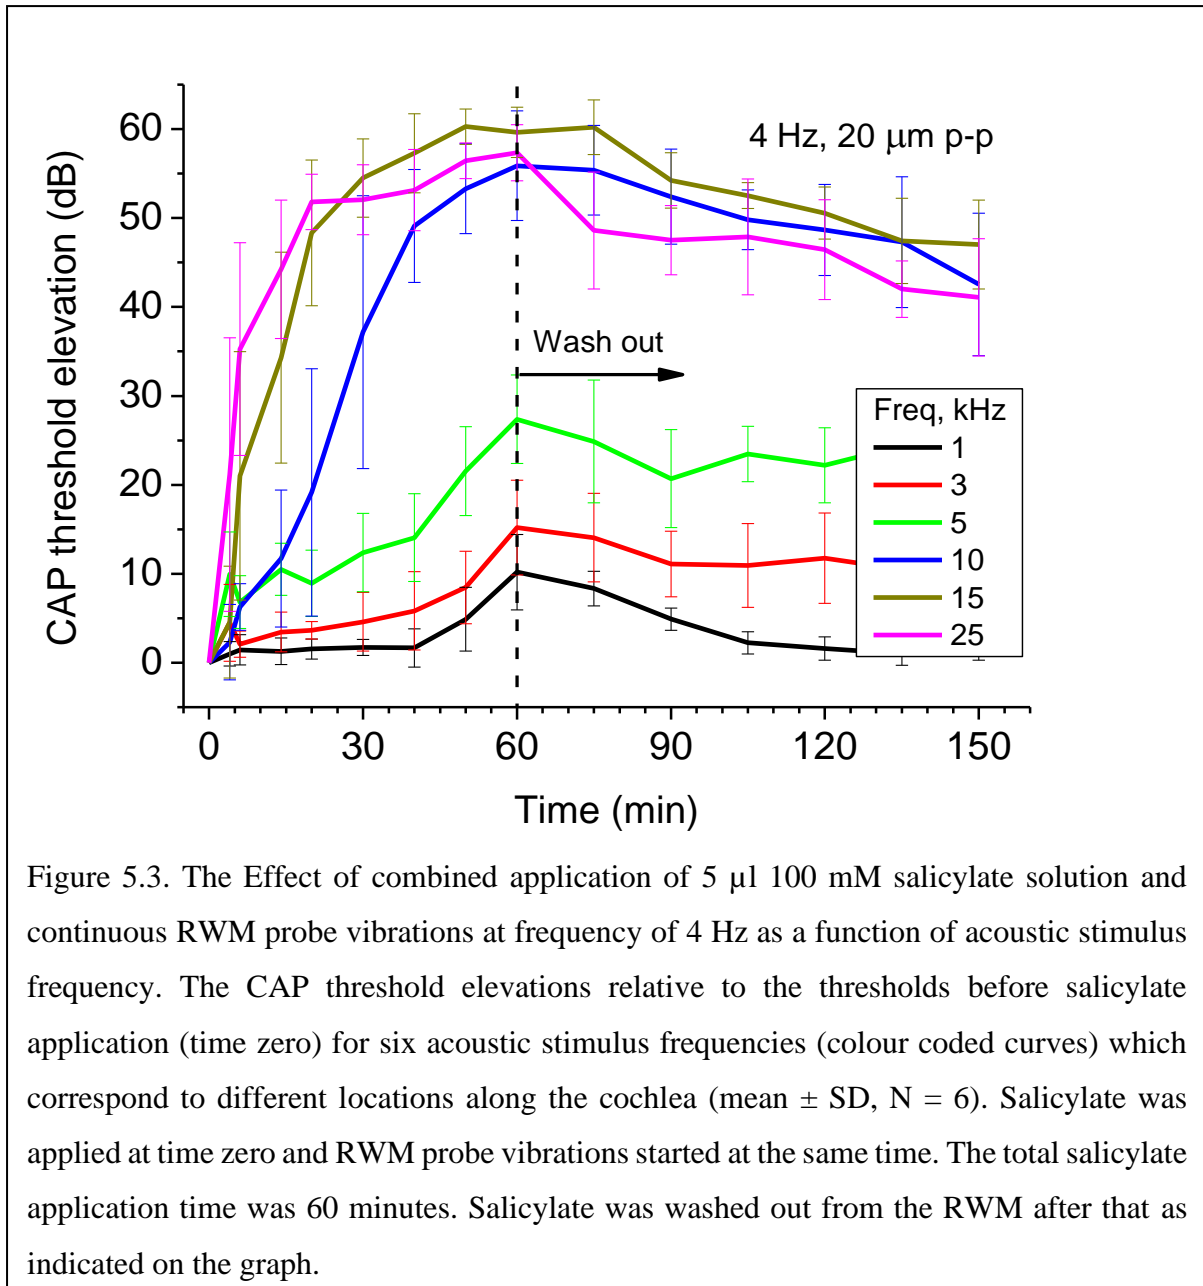 CAP threshold elevation (dB)
60
50
40
30
20
10
0
4 Hz, 20 μm p-p
Wash out
Freq, kHz
1
3
5
10
15
25
0 30 60 90 120 150
Time (min)
Figure 5.3. The Effect of combined application of 5 µl 100 mM salicylate solution and
continuous RWM probe vibrations at frequency of 4 Hz as a function of acoustic stimulus
frequency. The CAP threshold elevations relative to the thresholds before salicylate
application (time zero) for six acoustic stimulus frequencies (colour coded curves) which
correspond to different locations along the cochlea (mean ± SD, N = 6). Salicylate was
applied at time zero and RWM probe vibrations started at the same time. The total salicylate
application time was 60 minutes. Salicylate was washed out from the RWM after that as
indicated on the graph.